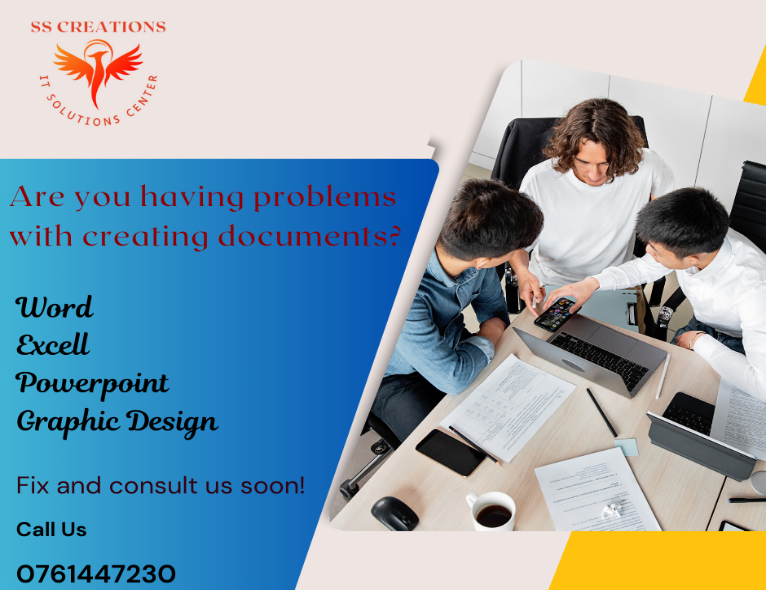 SS CREATIONS
IT SOLUTIONS CENTER
Are you having problems
with creating documents?
Word
Excell
Powerpoint
Graphic Design
Fix and consult us soon!
Call Us
0761447230